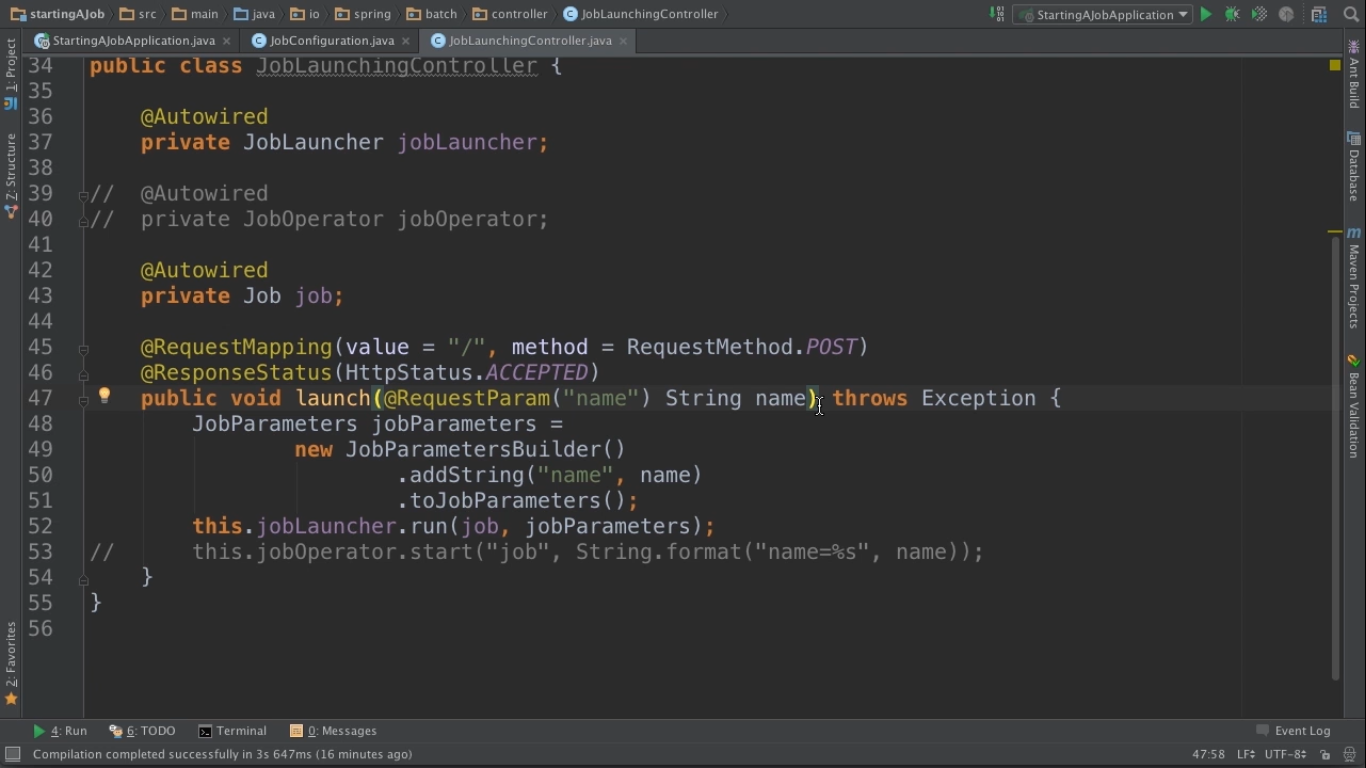 startingAJob src main java io spring batch controller JobLaunchingController StartingAJobApplication
StartingAJobApplication.java JobConfiguration.java JobLaunchingController.java
1: Project
Z: Structure
2: Favorites
34 public class JobLaunchingController {
35
36 @Autowired
37 private JobLauncher jobLauncher;
38
39 // @Autowired
40 // private JobOperator jobOperator;
41
42 @Autowired
43 private Job job;
44
45 @RequestMapping(value = "/", method = RequestMethod.POST)
46 @ResponseStatus(HttpStatus.ACCEPTED)
47 public void launch(@RequestParam("name") String name) throws Exception {
48 JobParameters jobParameters =
49 new JobParametersBuilder()
50 .addString("name", name)
51 .toJobParameters();
52 this.jobLauncher.run(job, jobParameters);
53 // this.jobOperator.start("job", String.format("name=%s", name));
54 }
55 }
56
Ant Build
Database
m Maven Projects
Bean Validation
4: Run 6: TODO Terminal 0: Messages Event Log
Compilation completed successfully in 3s 647ms (16 minutes ago) 47:58 LF UTF-8